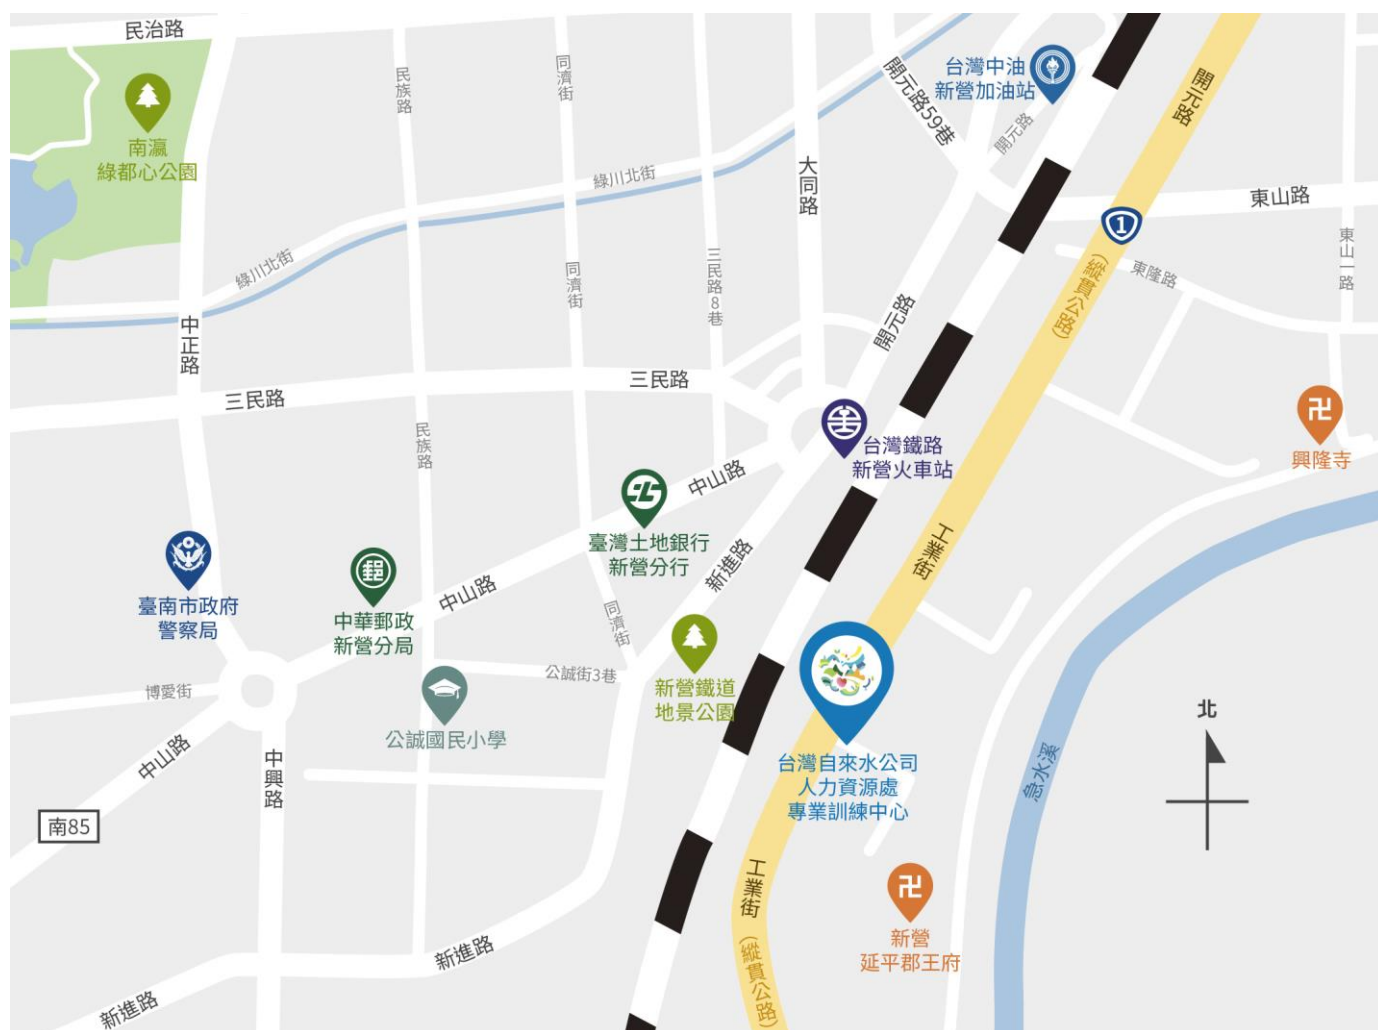 民治路
南瀛
綠都心公園
民族路
同濟街
開元路59巷
台灣中油
新營加油站
開元路
開元路
東山路
1
(縱貫公路)
東山一路
東隆路
大同路
綠川北街
綠川北街
同濟街
三民路8巷
開元路
中正路
三民路
三民路
民族路
台灣鐵路
新營火車站
卍
興隆寺
中山路
臺灣土地銀行
新營分行
新進路
工業街
臺南市政府
警察局
郵
中華郵政
新營分局
中山路
同濟街
公誠街3巷
新營鐵道
地景公園
博愛街
公誠國民小學
中山路
中興路
南85
台灣自來水公司
人力資源處
專業訓練中心
急水溪
北
工業街
(縱貫公路)
卍
新營
延平郡王府
新進路
新進路